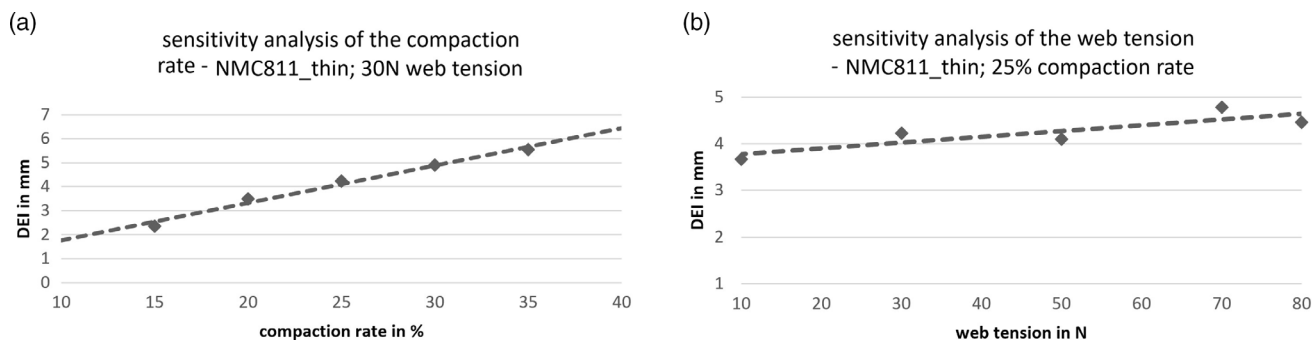 (a)
sensitivity analysis of the compaction
rate - NMC811_thin; 30N web tension
7
6
5
4
3
2
1
0
DEI in mm
10 15 20 25 30 35 40
compaction rate in %
(b)
sensitivity analysis of the web tension
- NMC811_thin; 25% compaction rate
5
4
3
2
1
DEI in mm
10 20 30 40 50 60 70 80
web tension in N